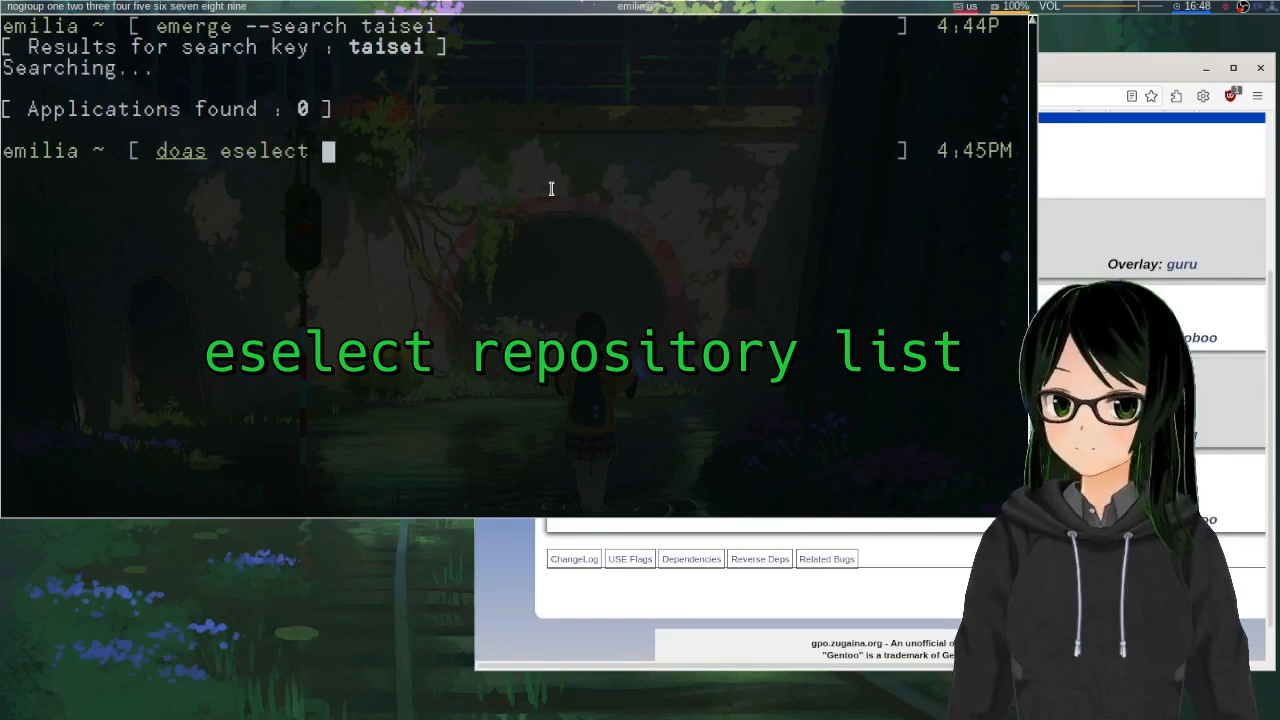 nogroup one two three four five six seven eight nine
emilia@
us
100%
VOL
16:48
emilia ~ [ emerge --search taisei ] 4:44P
[ Results for search key : taisei ]
Searching...
[ Applications found : 0 ]
emilia ~ [ doas eselect ] 4:45PM
Overlay: guru
oboo
eselect repository list
ChangeLog
USE Flags
Dependencies
Reverse Deps
Related Bugs
gpo.zugaina.org - An unofficial o
"Gentoo" is a trademark of Ge